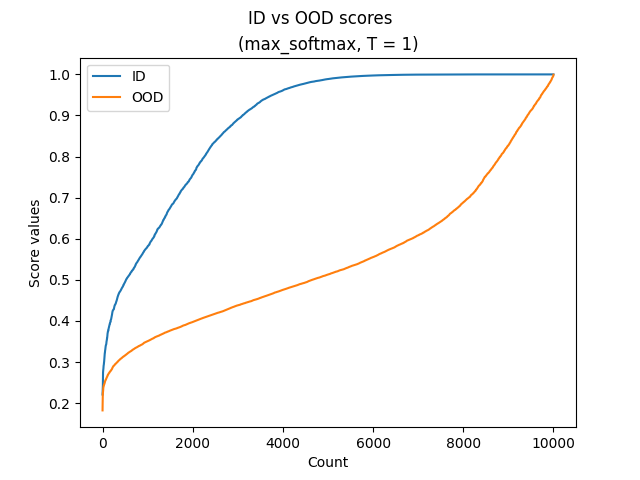 ID vs OOD scores
(max_softmax, T = 1)
ID
OOD
Score values
1.0
0.9
0.8
0.7
0.6
0.5
0.4
0.3
0.2
0 2000 4000 6000 8000 10000
Count